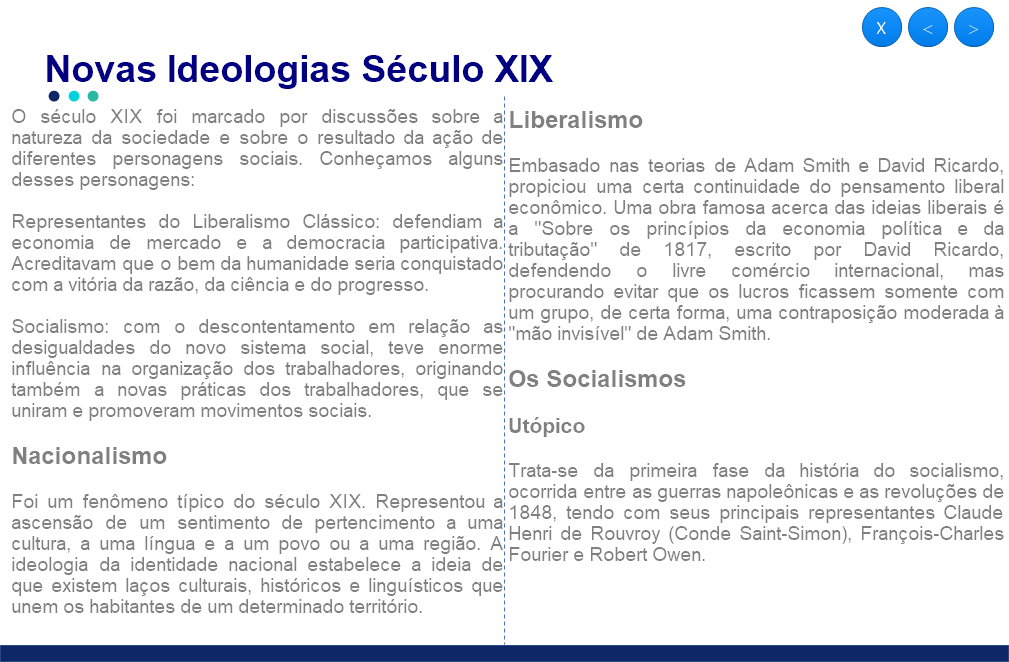 X < >
Novas Ideologias Século XIX
O século XIX foi marcado por discussões sobre a
natureza da sociedade e sobre o resultado da ação de
diferentes personagens sociais. Conheçamos alguns
desses personagens:
Representantes do Liberalismo Clássico: defendiam a
economia de mercado e a democracia participativa.
Acreditavam que o bem da humanidade seria conquistado
com a vitória da razão, da ciência e do progresso.
Socialismo: com o descontentamento em relação as
desigualdades do novo sistema social, teve enorme
influência na organização dos trabalhadores, originando
também a novas práticas dos trabalhadores, que se
uniram e promoveram movimentos sociais.
Nacionalismo
Foi um fenômeno típico do século XIX. Representou a
ascensão de um sentimento de pertencimento a uma
cultura, a uma língua e a um povo ou a uma região. A
ideologia da identidade nacional estabelece a ideia de
que existem laços culturais, históricos e linguísticos que
unem os habitantes de um determinado território.
Liberalismo
Embasado nas teorias de Adam Smith e David Ricardo,
propiciou uma certa continuidade do pensamento liberal
econômico. Uma obra famosa acerca das ideias liberais é
a "Sobre os princípios da economia política e da
tributação" de 1817, escrito por David Ricardo,
defendendo o livre comércio internacional, mas
procurando evitar que os lucros ficassem somente com
um grupo, de certa forma, uma contraposição moderada à
"mão invisível" de Adam Smith.
Os Socialismos
Utópico
Trata-se da primeira fase da história do socialismo,
ocorrida entre as guerras napoleônicas e as revoluções de
1848, tendo com seus principais representantes Claude
Henri de Rouvroy (Conde Saint-Simon), François-Charles
Fourier e Robert Owen.